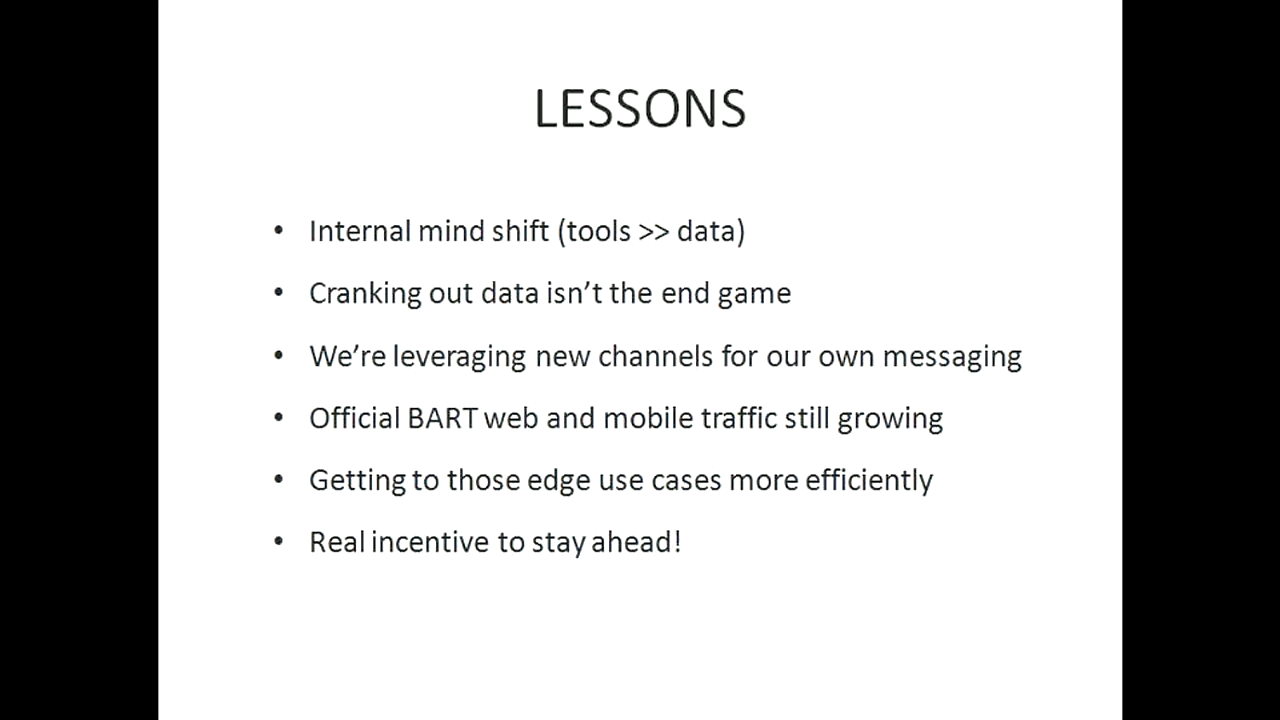 LESSONS
• Internal mind shift (tools >> data)
• Cranking out data isn’t the end game
• We’re leveraging new channels for our own messaging
• Official BART web and mobile traffic still growing
• Getting to those edge use cases more efficiently
• Real incentive to stay ahead!